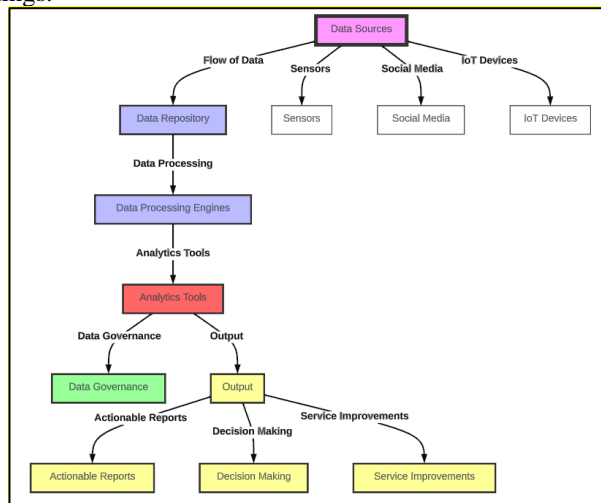 Data Sources
Flow of Data
Sensors
Social Media
IoT Devices
Data Repository
Sensors
Social Media
IoT Devices
Data Processing
Data Processing Engines
Analytics Tools
Analytics Tools
Data Governance
Output
Data Governance
Output
Actionable Reports
Decision Making
Service Improvements
Actionable Reports
Decision Making
Service Improvements